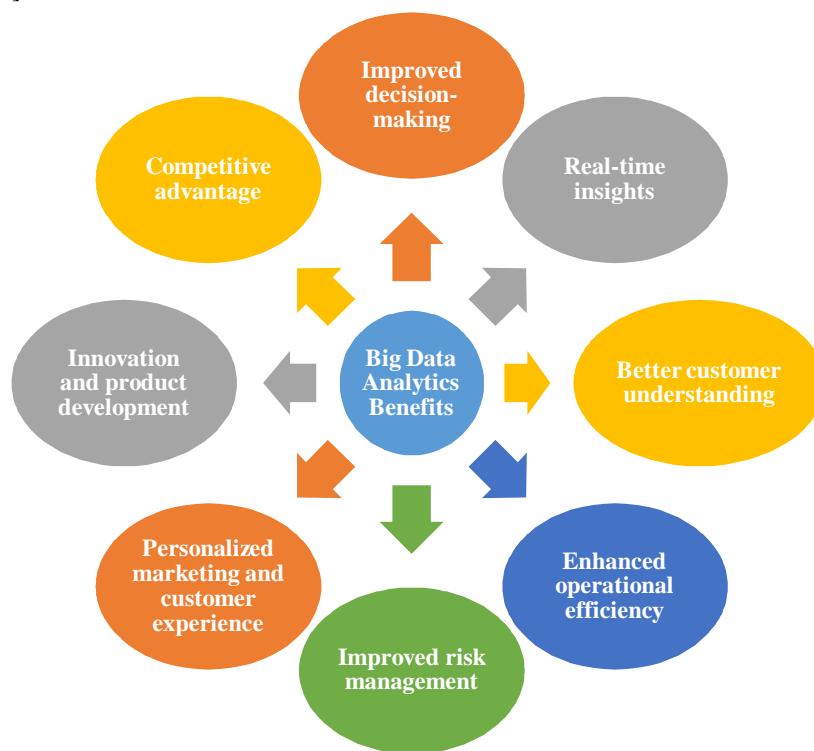 Improved
decision-
making
Real-time
insights
Better customer
understanding
Enhanced
operational
efficiency
Improved risk
management
Personalized
marketing and
customer
experience
Innovation
and product
development
Competitive
advantage
Big Data
Analytics
Benefits